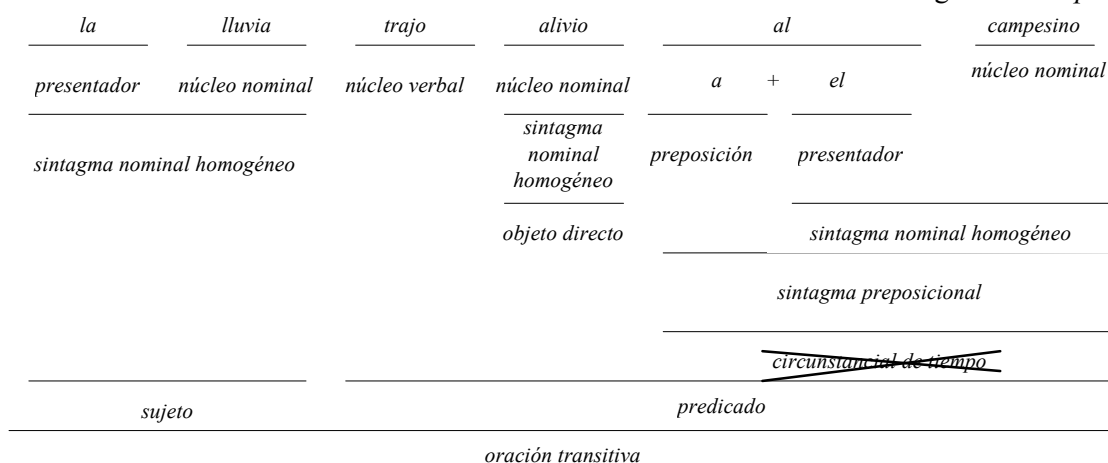 la lluvia trajo alivio al campesino
presentador núcleo nominal núcleo verbal núcleo nominal a + el núcleo nominal
sintagma nominal homogéneo
sintagma
nominal
homogéneo
preposición presentador
objeto directo sintagma nominal homogéneo
sintagma preposicional
circunstancial de tiempo
sujeto predicado
oración transitiva